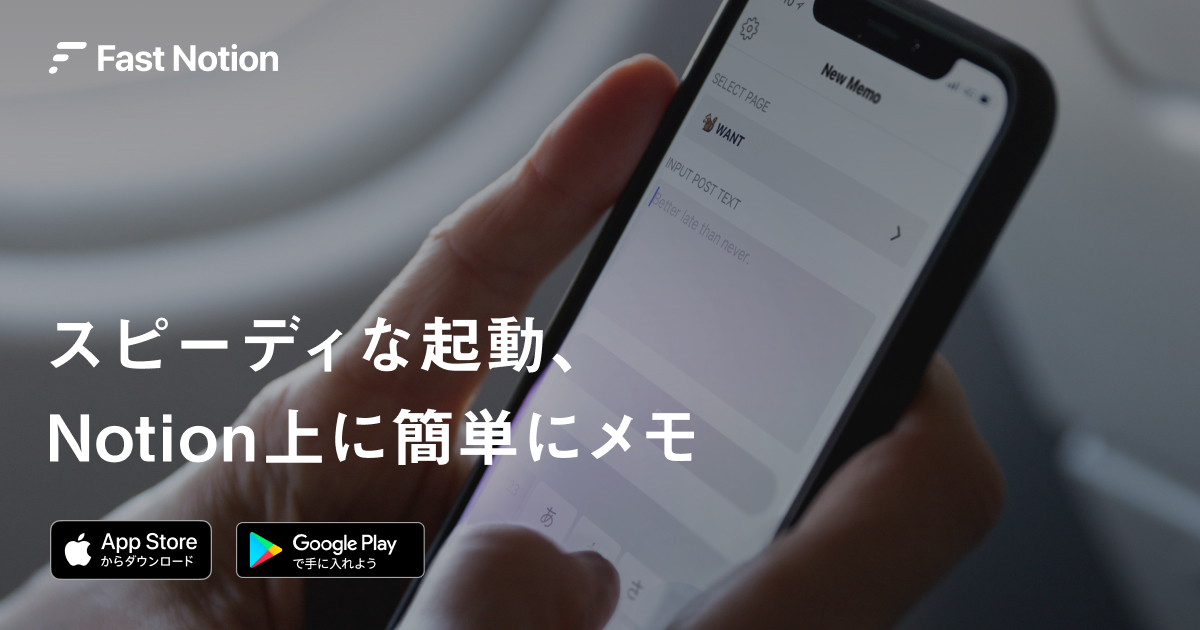 Fast Notion
New Memo
SELECT PAGE
WANT
INPUT POST TEXT
Better late than never.
スピーディな起動、
Notion上に簡単にメモ
あ
さ
App Store
からダウンロード
Google Play
で手に入れよう